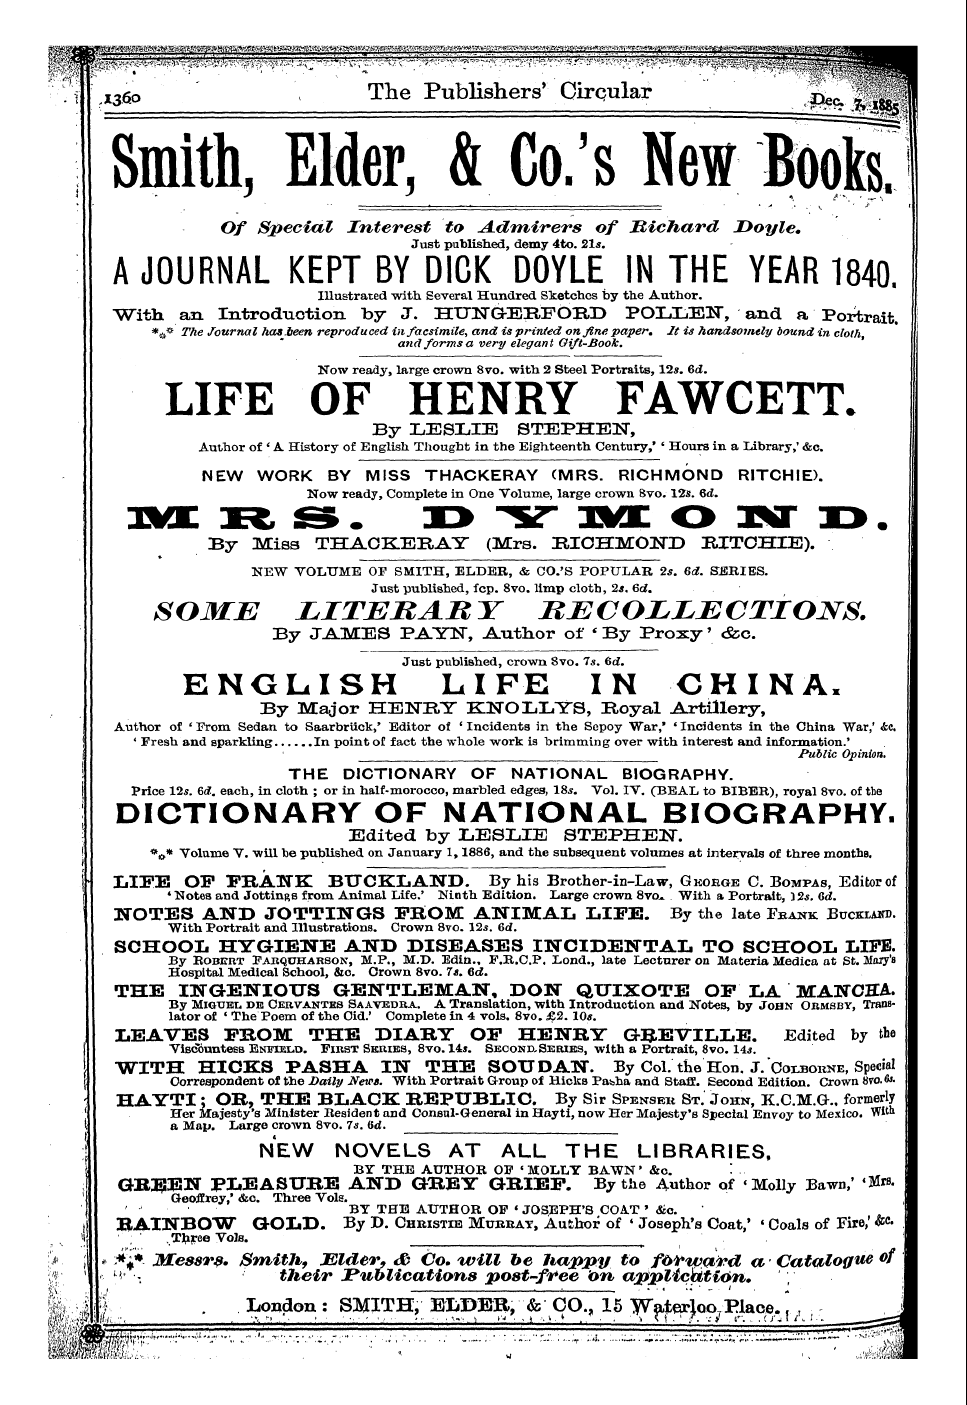 1360 The Publishers' Circular Dec. 7, 1885
Smith, Elder, & Co.'s New Books.
Of Special Interest to Admirers of Richard Doyle.
Just published, demy 4to. 21s.
A JOURNAL KEPT BY DICK DOYLE IN THE YEAR 1840.
Illustrated with Several Hundred Sketches by the Author.
With an Introduction by J. HUNGERFORD POLLEN, and a Portrait.
*** The Journal has been reproduced in facsimile, and is printed on fine paper. It is handsomely bound in cloth,
and forms a very elegant Gift-Book.
Now ready, large crown 8vo. with 2 Steel Portraits, 12s. 6d.
LIFE OF HENRY FAWCETT.
By LESLIE STEPHEN,
Author of 'A History of English Thought in the Eighteenth Century,' 'Hours in a Library,' &c.
NEW WORK BY MISS THACKERAY (MRS. RICHMOND RITCHIE).
Now ready, Complete in One Volume, large crown 8vo. 12s. 6d.
MRS. DYMOND.
By Miss THACKERAY (Mrs. RICHMOND RITCHIE).
NEW VOLUME OF SMITH, ELDER, & CO.'S POPULAR 2s. 6d. SERIES.
Just published, fcp. 8vo. limp cloth, 2s. 6d.
SOME LITERARY RECOLLECTIONS.
By JAMES PAYN, Author of 'By Proxy' &c.
Just published, crown 8vo. 7s. 6d.
ENGLISH LIFE IN CHINA.
By Major HENRY KNOLLYS, Royal Artillery,
Author of 'From Sedan to Saarbrück,' Editor of 'Incidents in the Sepoy War,' 'Incidents in the China War,' &c.
'Fresh and sparkling......In point of fact the whole work is brimming over with interest and information.'
Public Opinion.
THE DICTIONARY OF NATIONAL BIOGRAPHY.
Price 12s. 6d. each, in cloth; or in half-morocco, marbled edges, 18s. Vol. IV. (BEAL to BIBER), royal 8vo. of the
DICTIONARY OF NATIONAL BIOGRAPHY.
Edited by LESLIE STEPHEN.
*** Volume V. will be published on January 1, 1886, and the subsequent volumes at intervals of three months.
LIFE OF FRANK BUCKLAND. By his Brother-in-Law, GEORGE C. BOMPAS, Editor of
'Notes and Jottings from Animal Life.' Ninth Edition. Large crown 8vo. With a Portrait, 12s. 6d.
NOTES AND JOTTINGS FROM ANIMAL LIFE. By the late FRANK BUCKLAND.
With Portrait and Illustrations. Crown 8vo. 12s. 6d.
SCHOOL HYGIENE AND DISEASES INCIDENTAL TO SCHOOL LIFE.
By ROBERT FARQUHARSON, M.P., M.D. Edin., F.R.C.P. Lond., late Lecturer on Materia Medica at St. Mary's
Hospital Medical School, &c. Crown 8vo. 7s. 6d.
THE INGENIOUS GENTLEMAN, DON QUIXOTE OF LA MANCHA.
By MIGUEL DE CERVANTES SAAVEDRA. A Translation, with Introduction and Notes, by JOHN ORMSBY, Trans-
lator of 'The Poem of the Cid.' Complete in 4 vols. 8vo. £2. 10s.
LEAVES FROM THE DIARY OF HENRY GREVILLE. Edited by the
Viscountess ENFIELD. FIRST SERIES, 8vo. 14s. SECOND SERIES, with a Portrait, 8vo. 14s.
WITH HICKS PASHA IN THE SOUDAN. By Col. the Hon. J. COLBORNE, Special
Correspondent of the Daily News. With Portrait Group of Hicks Pasha and Staff. Second Edition. Crown 8vo. 6s.
HAYTI; OR, THE BLACK REPUBLIC. By Sir SPENSER ST. JOHN, K.C.M.G., formerly
Her Majesty's Minister Resident and Consul-General in Hayti, now Her Majesty's Special Envoy to Mexico. With
a Map. Large crown 8vo. 7s. 6d.
NEW NOVELS AT ALL THE LIBRARIES.
BY THE AUTHOR OF 'MOLLY BAWN' &c.
GREEN PLEASURE AND GREY GRIEF. By the Author of 'Molly Bawn,' 'Mrs.
Geoffrey,' &c. Three Vols.
BY THE AUTHOR OF 'JOSEPH'S COAT' &c.
RAINBOW GOLD. By D. CHRISTIE MURRAY, Author of 'Joseph's Coat,' 'Coals of Fire,' &c.
Three Vols.
*** Messrs. Smith, Elder, & Co. will be happy to forward a Catalogue of
their Publications post-free on application.
London: SMITH, ELDER, & CO., 15 Waterloo Place.